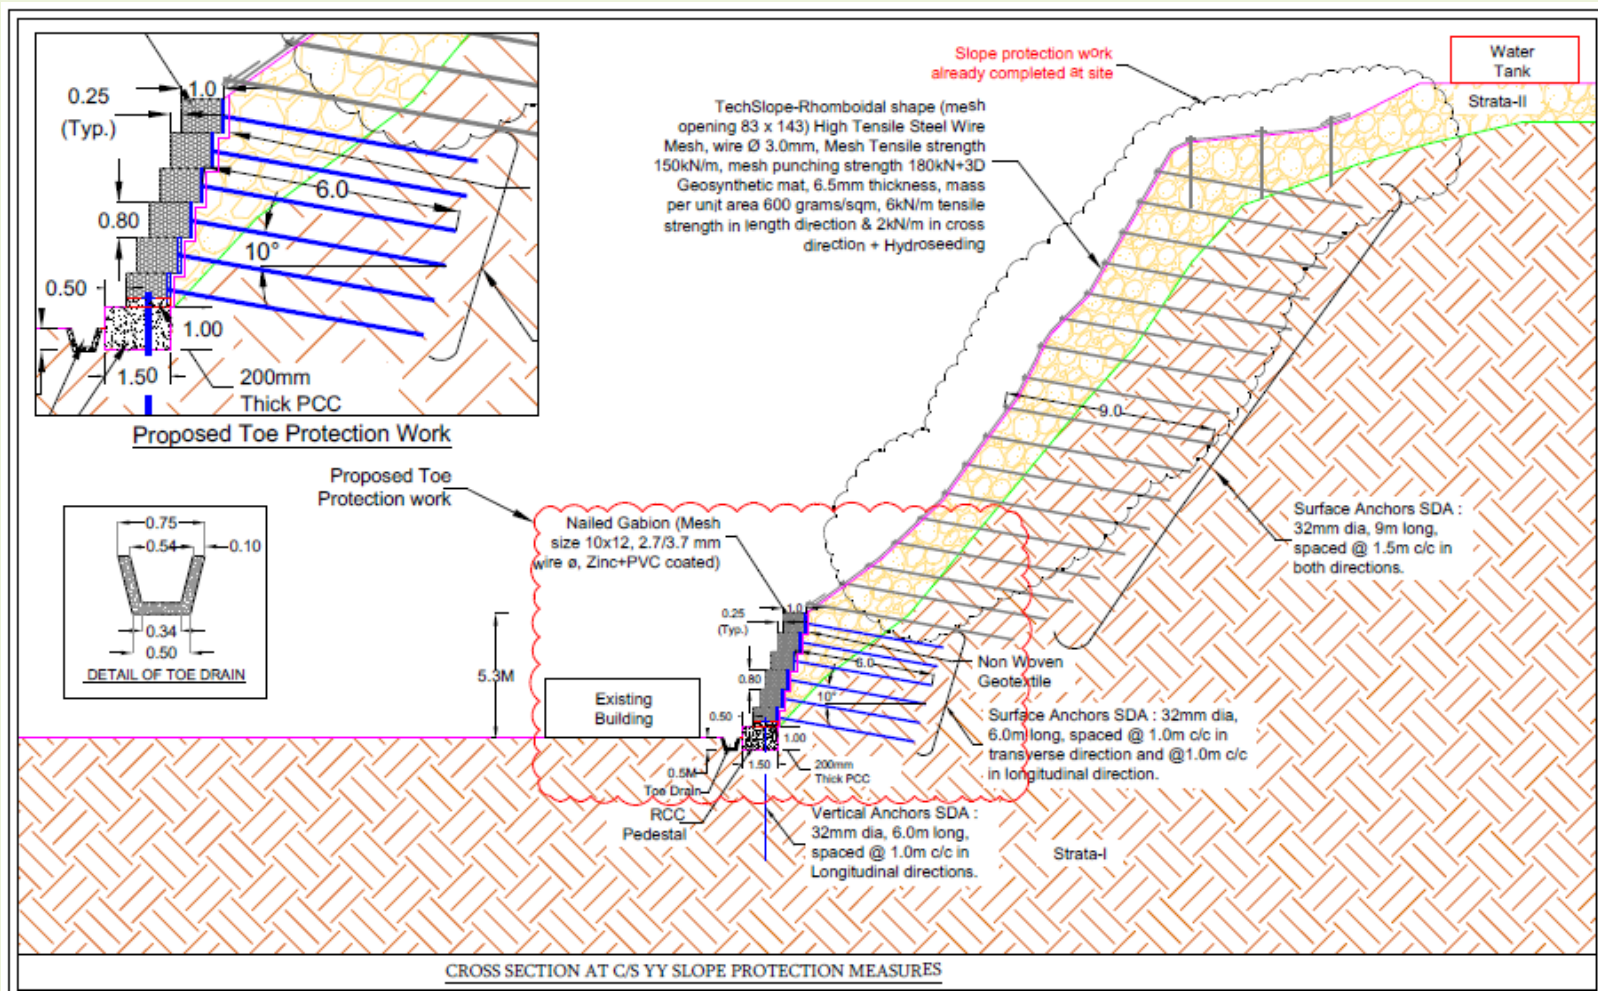 1.0
0.25
(Typ.)
6.0
0.80
10°
0.50
1.00
1.50
200mm
Thick PCC
Proposed Toe Protection Work
Slope protection work
already completed at site
Water
Tank
Strata-II
TechSlope-Rhomboidal shape (mesh
opening 83 x 143) High Tensile Steel Wire
Mesh, wire Ø 3.0mm, Mesh Tensile strength
150kN/m, mesh punching strength 180kN+3D
Geosynthetic mat, 6.5mm thickness, mass
per unit area 600 grams/sqm, 6kN/m tensile
strength in length direction & 2kN/m in cross
direction + Hydroseeding
9.0
Proposed Toe
Protection work
Nailed Gabion (Mesh
size 10x12, 2.7/3.7 mm
wire ø, Zinc+PVC coated)
Surface Anchors SDA :
32mm dia, 9m long,
spaced @ 1.5m c/c in
both directions.
0.75
0.54
0.10
0.34
0.50
DETAIL OF TOE DRAIN
5.3M
Existing
Building
1.0
0.25
(Typ.)
6.0
0.80
10°
0.50
1.00
1.50
200mm
Thick PCC
0.5M
Toe Drain
RCC
Pedestal
Non Woven
Geotextile
Surface Anchors SDA : 32mm dia,
6.0m long, spaced @ 1.0m c/c in
transverse direction and @1.0m c/c
in longitudinal direction.
Vertical Anchors SDA :
32mm dia, 6.0m long,
spaced @ 1.0m c/c in
Longitudinal directions.
Strata-I
CROSS SECTION AT C/S YY SLOPE PROTECTION MEASURES